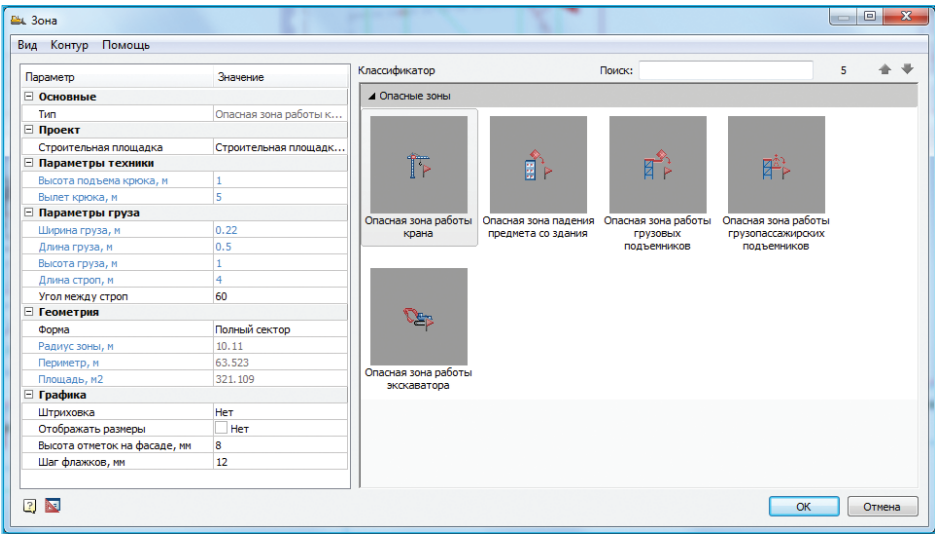 Зона
Вид Контур Помощь
Параметр Значение
Основные
Тип Опасная зона работы к...
Проект
Строительная площадка Строительная площадк...
Параметры техники
Высота подъема крюка, м 1
Вылет крюка, м 5
Параметры груза
Ширина груза, м 0.22
Длина груза, м 0.5
Высота груза, м 1
Длина строп, м 4
Угол между строп 60
Геометрия
Форма Полный сектор
Радиус зоны, м 10.11
Периметр, м 63.523
Площадь, м2 321.109
Графика
Штриховка Нет
Отображать размеры Нет
Высота отметок на фасаде, мм 8
Шаг флажков, мм 12
Классификатор Поиск: 5
Опасные зоны
Опасная зона работы
крана
Опасная зона падения
предмета со здания
Опасная зона работы
грузовых
подъемников
Опасная зона работы
грузопассажирских
подъемников
Опасная зона работы
экскаватора
OK Отмена